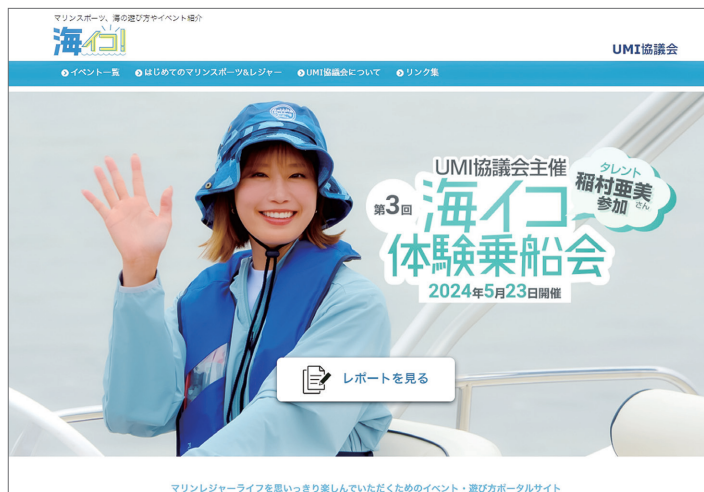 マリンスポーツ、海の遊び方やイベント紹介
海イコ!
UMI協議会
イベント一覧 はじめてのマリンスポーツ&レジャー UMI協議会について リンク集
UMI協議会主催
第3回 海イコ
体験乗船会
2024年5月23日開催
タレント
稲村亜美さん
参加
レポートを見る
マリンレジャーライフを思いっきり楽しんでいただくためのイベント・遊び方ポータルサイト